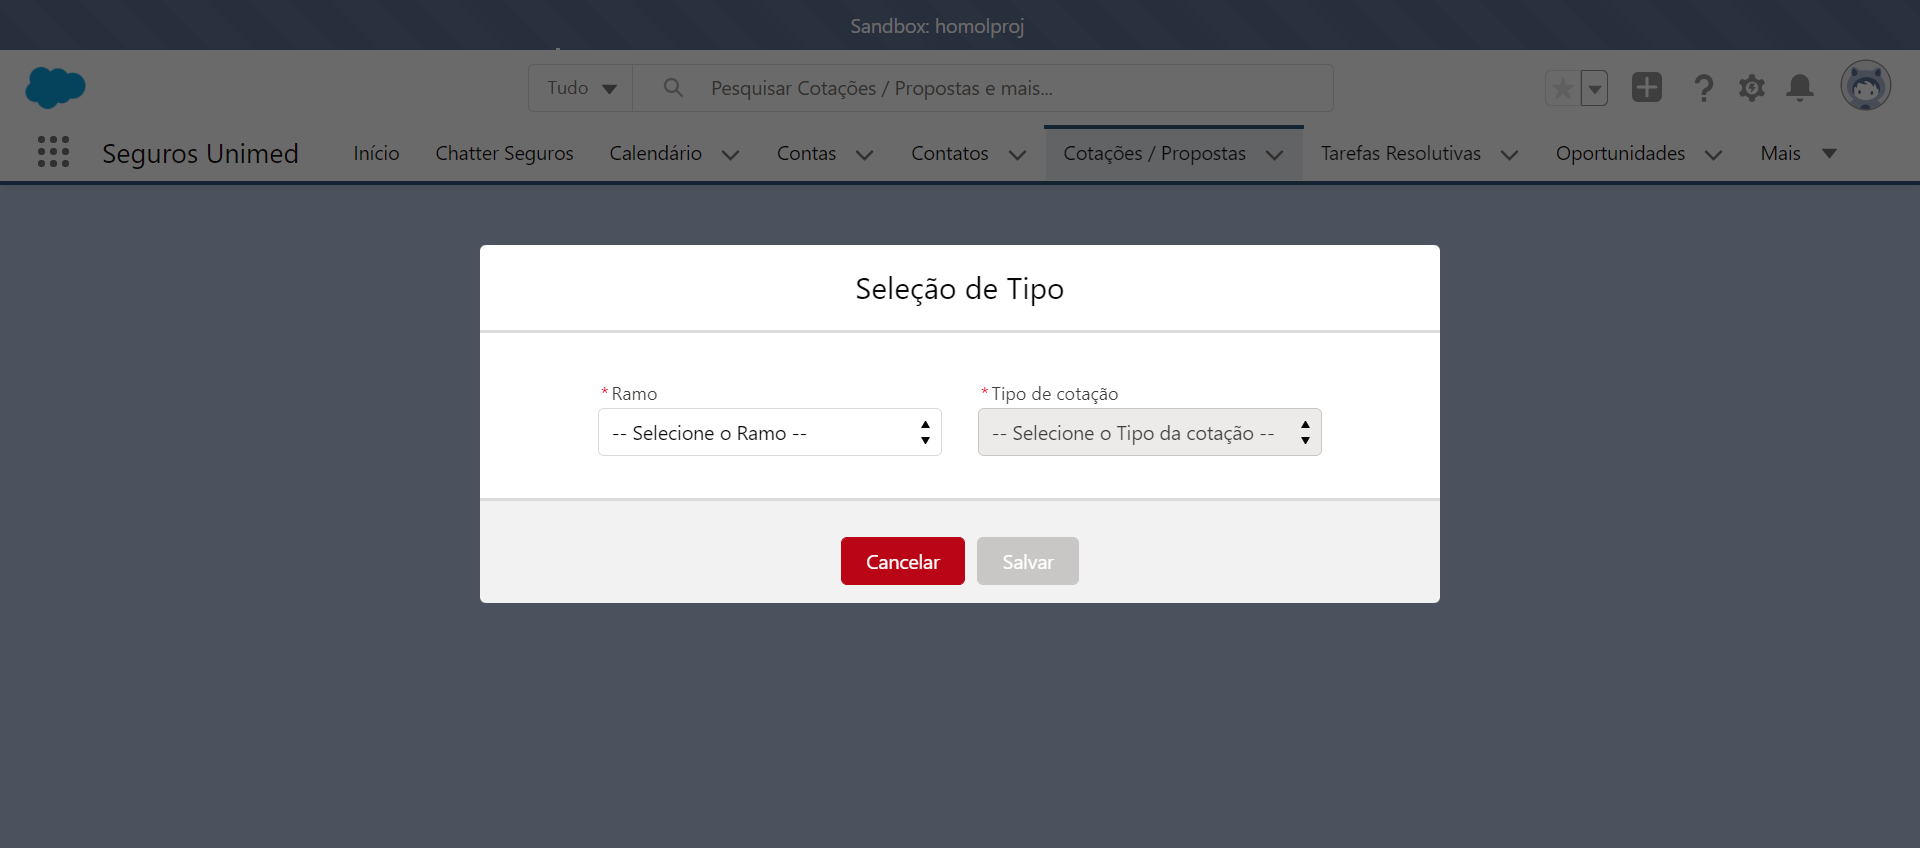 Sandbox: homolproj
Tudo
Pesquisar Cotações / Propostas e mais...
Seguros Unimed
Início
Chatter Seguros
Calendário
Contas
Contatos
Cotações / Propostas
Tarefas Resolutivas
Oportunidades
Mais
Seleção de Tipo
*Ramo
*Tipo de cotação
-- Selecione o Ramo --
-- Selecione o Tipo da cotação --
Cancelar
Salvar